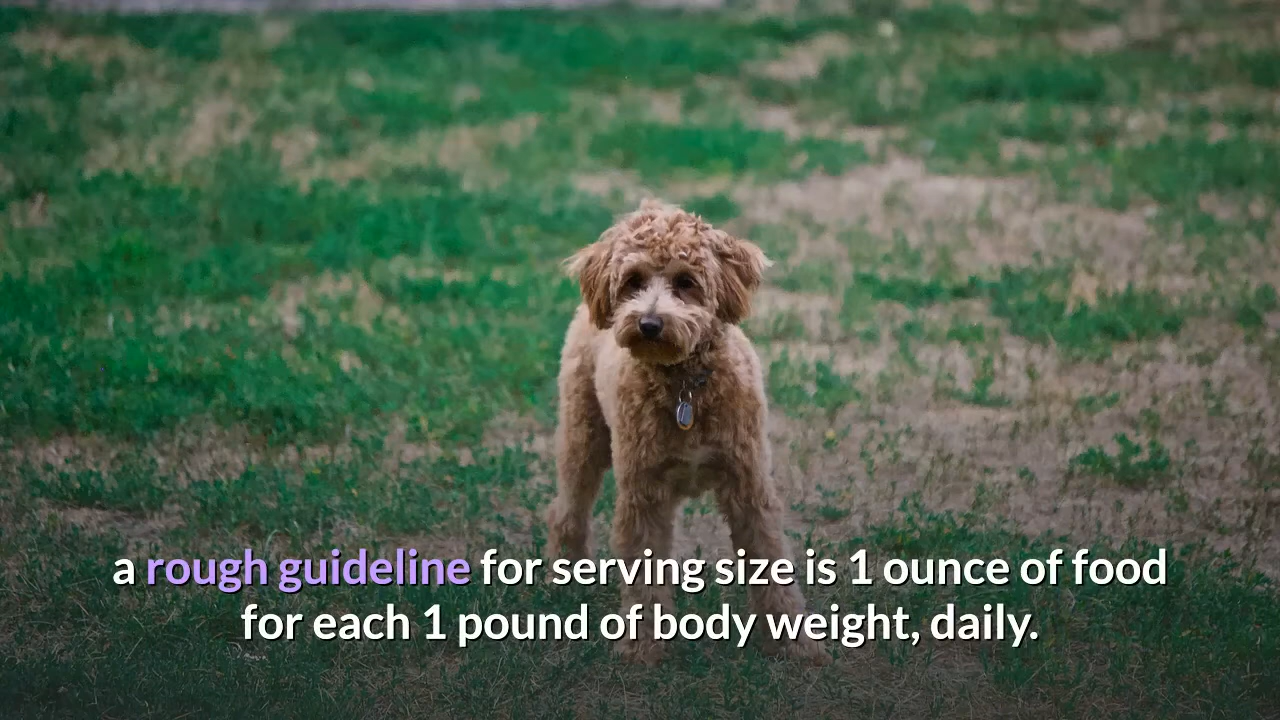 a rough guideline for serving size is 1 ounce of food
for each 1 pound of body weight, daily.